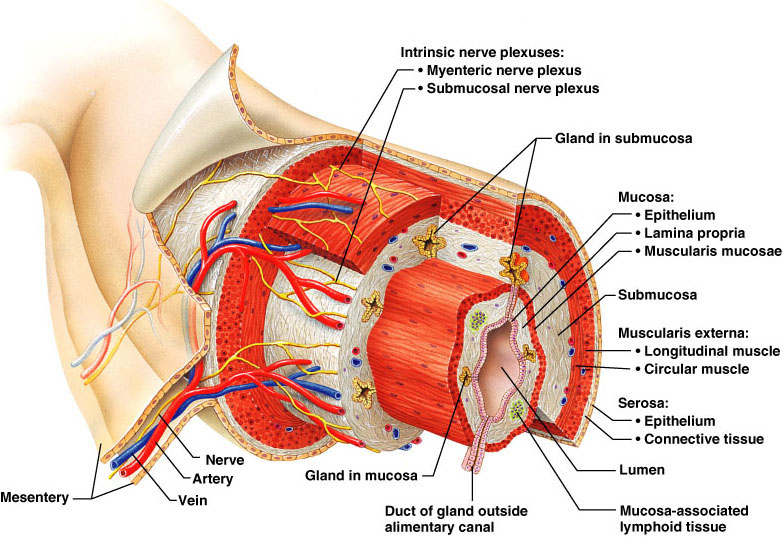 Intrinsic nerve plexuses:
• Myenteric nerve plexus
• Submucosal nerve plexus
Gland in submucosa
Mucosa:
• Epithelium
• Lamina propria
• Muscularis mucosae
Submucosa
Muscularis externa:
• Longitudinal muscle
• Circular muscle
Serosa:
• Epithelium
• Connective tissue
Nerve
Artery
Vein
Mesentery
Gland in mucosa
Duct of gland outside
alimentary canal
Lumen
Mucosa-associated
lymphoid tissue